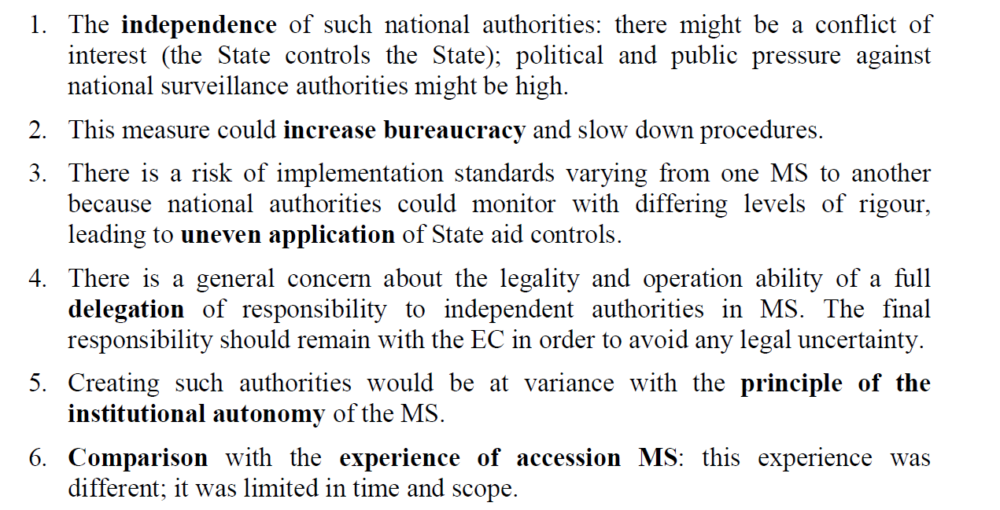 1. The independence of such national authorities: there might be a conflict of
interest (the State controls the State); political and public pressure against
national surveillance authorities might be high.
2. This measure could increase bureaucracy and slow down procedures.
3. There is a risk of implementation standards varying from one MS to another
because national authorities could monitor with differing levels of rigour,
leading to uneven application of State aid controls.
4. There is a general concern about the legality and operation ability of a full
delegation of responsibility to independent authorities in MS. The final
responsibility should remain with the EC in order to avoid any legal uncertainty.
5. Creating such authorities would be at variance with the principle of the
institutional autonomy of the MS.
6. Comparison with the experience of accession MS: this experience was
different; it was limited in time and scope.